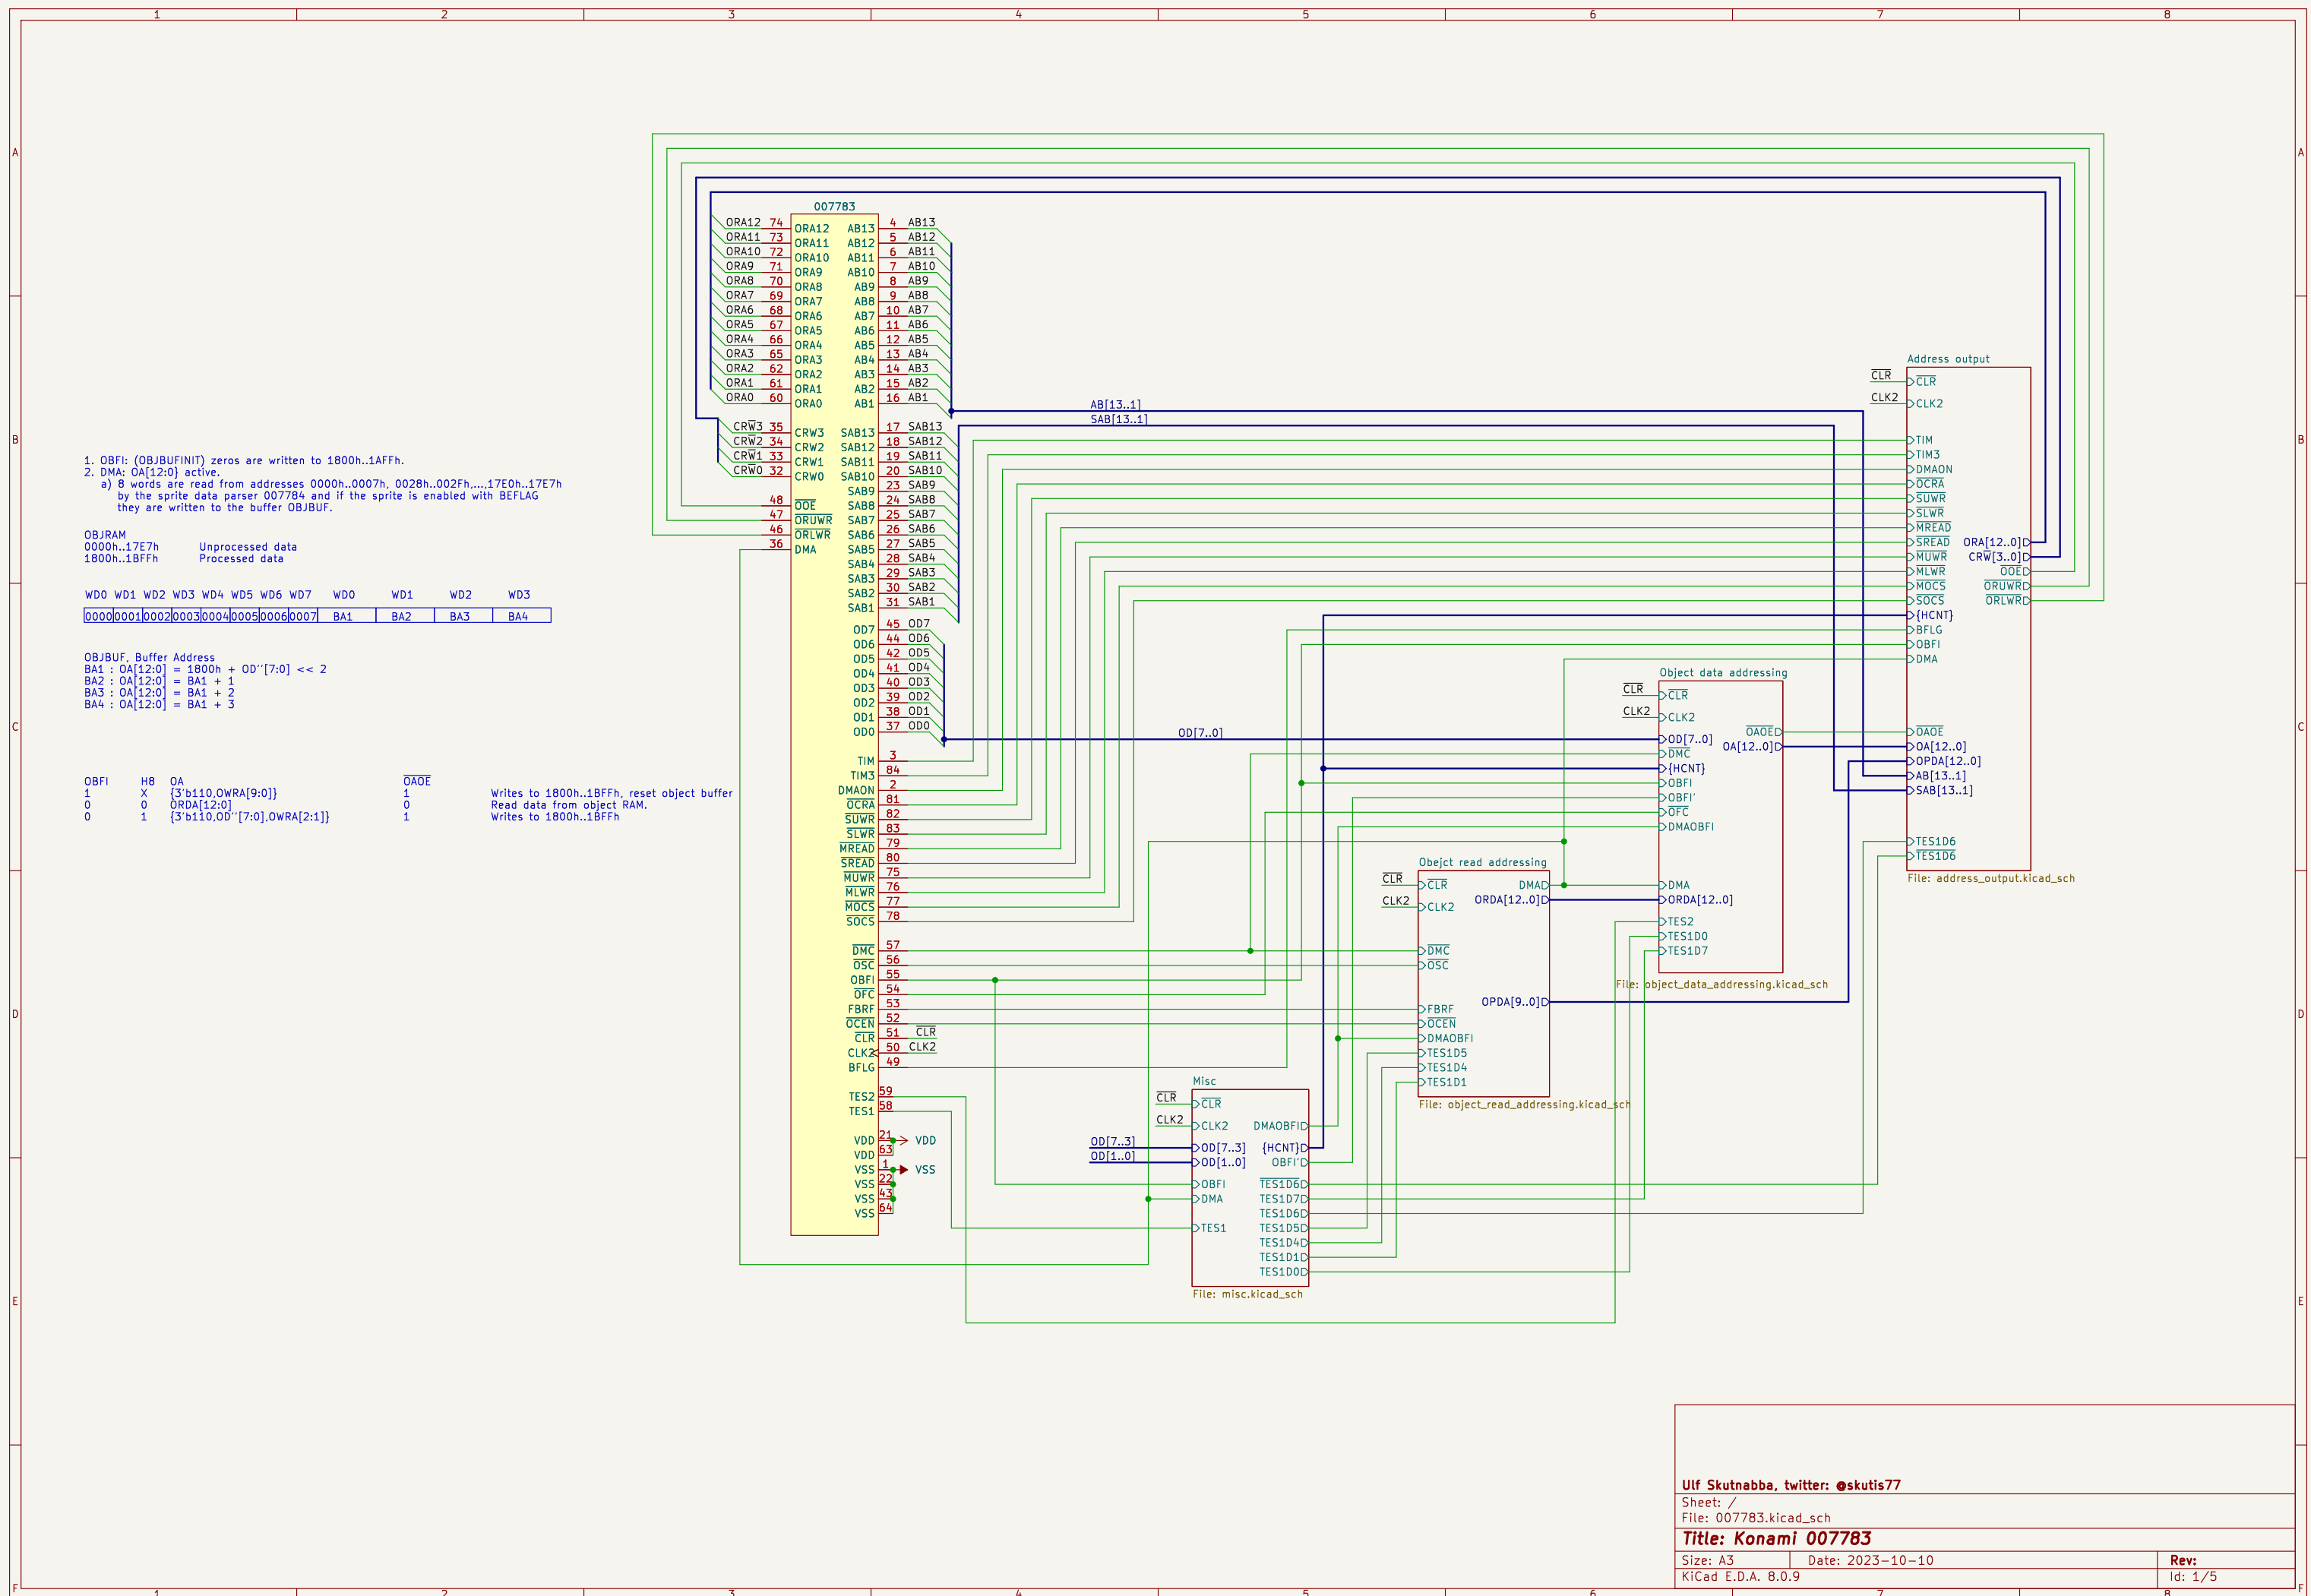 1 2 3 4 5 6 7 8
A A
B B
C C
D D
E E
F F
1. OBFI: (OBJBUFINIT) zeros are written to 1800h..1AFFh.
2. DMA: OA[12:0} active.
a) 8 words are read from addresses 0000h..0007h, 0028h..002Fh,...,17E0h..17E7h
by the sprite data parser 007784 and if the sprite is enabled with BEFLAG
they are written to the buffer OBJBUF.
OBJRAM
0000h..17E7h Unprocessed data
1800h..1BFFh Processed data
WD0 WD1 WD2 WD3 WD4 WD5 WD6 WD7 WD0 WD1 WD2 WD3
0000 0001 0002 0003 0004 0005 0006 0007 BA1 BA2 BA3 BA4
OBJBUF, Buffer Address
BA1 : OA[12:0] = 1800h + OD''[7:0] << 2
BA2 : OA[12:0] = BA1 + 1
BA3 : OA[12:0] = BA1 + 2
BA4 : OA[12:0] = BA1 + 3
OBFI H8 OA OAOE
1 X {3'b110,OWRA[9:0]} 1 Writes to 1800h..1BFFh, reset object buffer
0 0 ORDA[12:0] 0 Read data from object RAM.
0 1 {3'b110,OD''[7:0],OWRA[2:1]} 1 Writes to 1800h..1BFFh
007783
ORA12 74 ORA12 AB13 4 AB13
ORA11 73 ORA11 AB12 5 AB12
ORA10 72 ORA10 AB11 6 AB11
ORA9 71 ORA9 AB10 7 AB10
ORA8 70 ORA8 AB9 8 AB9
ORA7 69 ORA7 AB8 9 AB8
ORA6 68 ORA6 AB7 10 AB7
ORA5 67 ORA5 AB6 11 AB6
ORA4 66 ORA4 AB5 12 AB5
ORA3 65 ORA3 AB4 13 AB4
ORA2 62 ORA2 AB3 14 AB3
ORA1 61 ORA1 AB2 15 AB2
ORA0 60 ORA0 AB1 16 AB1
CRW3 35 CRW3 SAB13 17 SAB13
CRW2 34 CRW2 SAB12 18 SAB12
CRW1 33 CRW1 SAB11 19 SAB11
CRW0 32 CRW0 SAB10 20 SAB10
SAB9 23 SAB9
48 OOE SAB8 24 SAB8
47 ORUWR SAB7 25 SAB7
46 ORLWR SAB6 26 SAB6
36 DMA SAB5 27 SAB5
SAB4 28 SAB4
SAB3 29 SAB3
SAB2 30 SAB2
SAB1 31 SAB1
OD7 45 OD7
OD6 44 OD6
OD5 42 OD5
OD4 41 OD4
OD3 40 OD3
OD2 39 OD2
OD1 38 OD1
OD0 37 OD0
TIM 3
TIM3 84
DMAON 2
OCRA 81
SUWR 82
SLWR 83
MREAD 79
SREAD 80
MUWR 75
MLWR 76
MOCS 77
SOCS 78
DMC 57
OSC 56
OBFI 55
OFC 54
FBRF 53
OCEN 52
CLR 51 CLR
CLK2 50 CLK2
BFLG 49
TES2 59
TES1 58
VDD 21 VDD
VDD 63
VSS 1 VSS
VSS 22
VSS 43
VSS 64
AB[13..1]
SAB[13..1]
OD[7..0]
Misc
CLR CLR
CLK2 CLK2 DMAOBFI
OD[7..3] OD[7..3] {HCNT}
OD[1..0] OD[1..0] OBFI'
OBFI TES1D6
DMA TES1D7
TES1D6
TES1 TES1D5
TES1D4
TES1D1
TES1D0
File: misc.kicad_sch
Obejct read addressing
CLR CLR DMA
ORDA[12..0]
CLK2 CLK2
DMC
OSC
OPDA[9..0]
FBRF
OCEN
DMAOBFI
TES1D5
TES1D4
TES1D1
File: object_read_addressing.kicad_sch
Object data addressing
CLR CLR
CLK2 CLK2
OAOE
OD[7..0] OA[12..0]
DMC
{HCNT}
OBFI
OBFI'
OFC
DMAOBFI
DMA
ORDA[12..0]
TES2
TES1D0
TES1D7
File: object_data_addressing.kicad_sch
Address output
CLR CLR
CLK2 CLK2
TIM
TIM3
DMAON
OCRA
SUWR
SLWR
MREAD
SREAD ORA[12..0]
MUWR CRW[3..0]
MLWR OOE
MOCS ORUWR
SOCS ORLWR
{HCNT}
BFLG
OBFI
DMA
OAOE
OA[12..0]
OPDA[12..0]
AB[13..1]
SAB[13..1]
TES1D6
TES1D6
File: address_output.kicad_sch
Ulf Skutnabba, twitter: @skutis77
Sheet: /
File: 007783.kicad_sch
Title: Konami 007783
Size: A3 Date: 2023-10-10 Rev:
KiCad E.D.A. 8.0.9 Id: 1/5
1 2 3 4 5 6 7 8